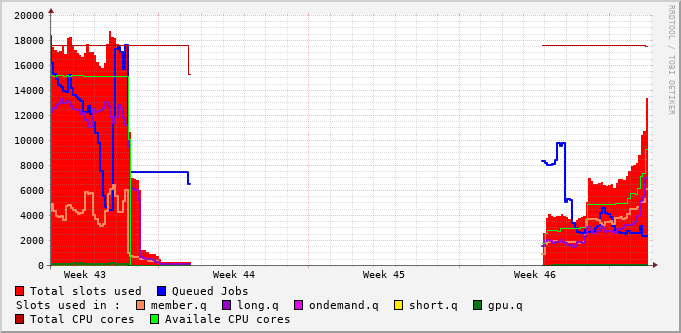 20000
18000
16000
14000
12000
10000
8000
6000
4000
2000
0
Week 43 Week 44 Week 45 Week 46
RRDTOOL / TOBI OETIKER
Total slots used Queued Jobs
Slots used in : member.q long.q ondemand.q short.q gpu.q
Total CPU cores Availale CPU cores